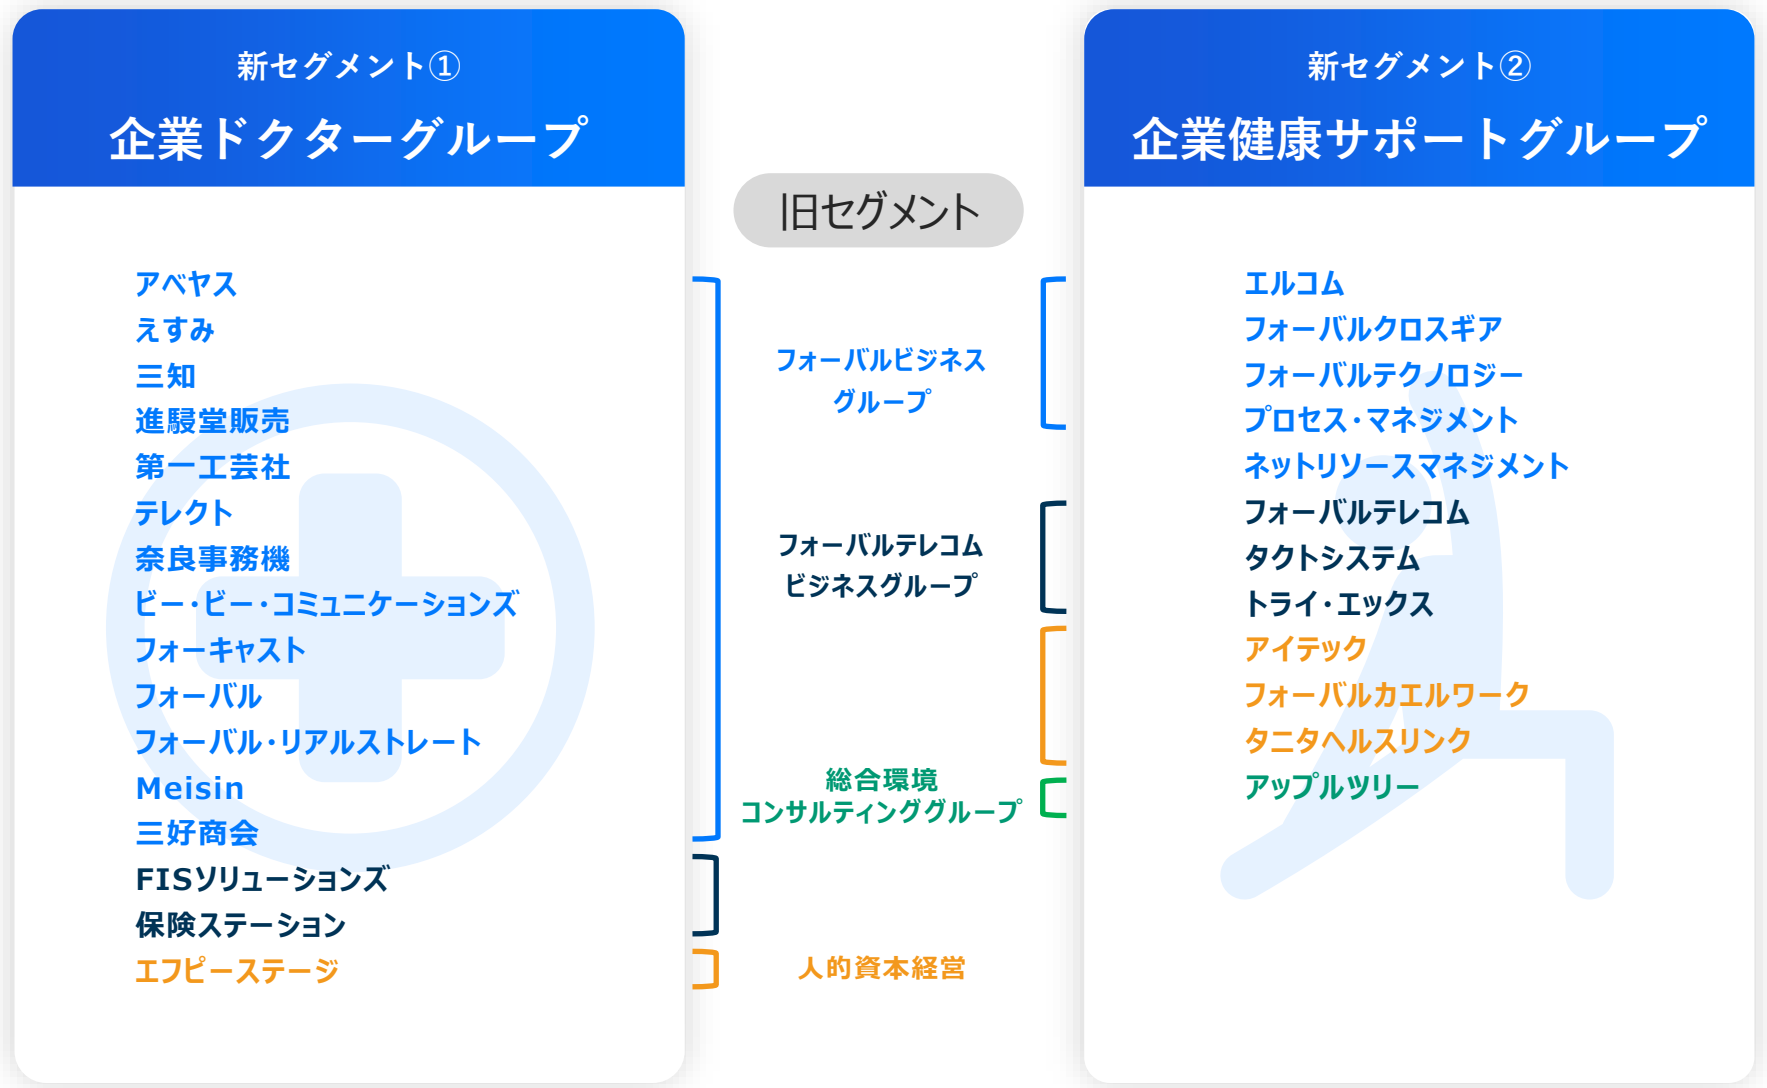 新セグメント①
企業ドクターグループ
アベヤス
えすみ
三知
進駸堂販売
第一工芸社
テレクト
奈良事務機
ビー・ビー・コミュニケーションズ
フォーキャスト
フォーバル
フォーバル・リアルストレート
Meisin
三好商会
FISソリューションズ
保険ステーション
エフピーステージ
旧セグメント
フォーバルビジネス
グループ
フォーバルテレコム
ビジネスグループ
総合環境
コンサルティンググループ
人的資本経営
新セグメント②
企業健康サポートグループ
エルコム
フォーバルクロスギア
フォーバルテクノロジー
プロセス・マネジメント
ネットリソースマネジメント
フォーバルテレコム
タクトシステム
トライ・エックス
アイテック
フォーバルカエルワーク
タニタヘルスリンク
アップルツリー